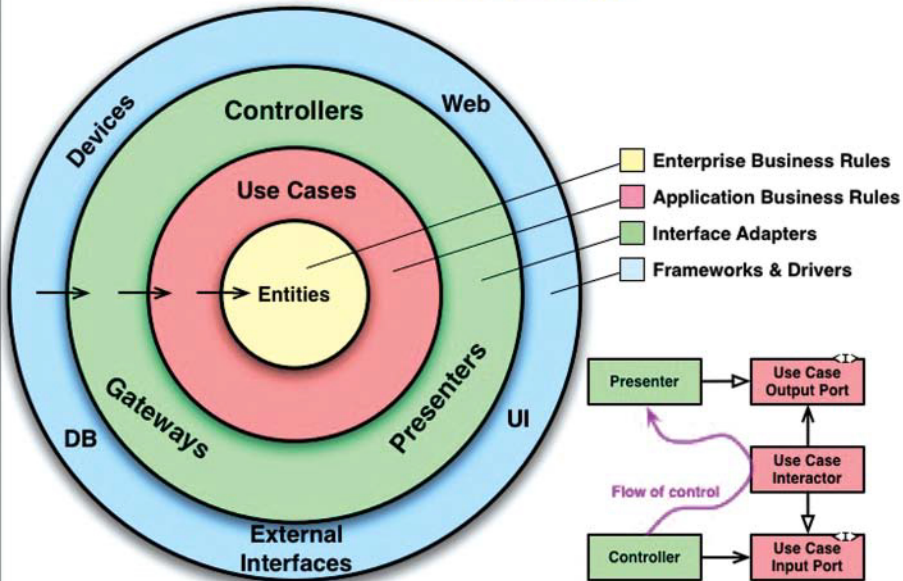 Devices
Controllers
Web
Use Cases
Entities
Gateways
Presenters
DB
UI
External
Interfaces
Enterprise Business Rules
Application Business Rules
Interface Adapters
Frameworks & Drivers
Presenter
<I>
Use Case
Output Port
Use Case
Interactor
Flow of control
Controller
<I>
Use Case
Input Port